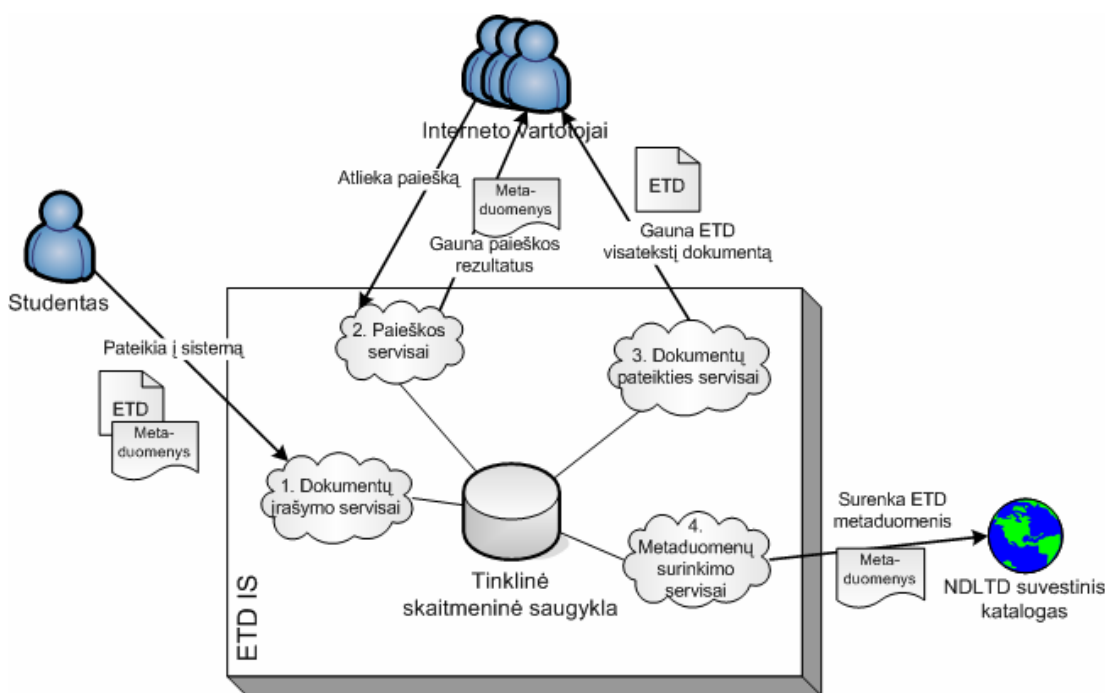 Interneto vartotojai
Atlieka paiešką
Meta-
duomenys
Gauna paieškos
rezultatus
ETD
Gauna ETD
visatekstį dokumentą
Studentas
Pateikia į sistemą
ETD
Meta-
duomenys
2. Paieškos
servisai
3. Dokumentų
pateikties servisai
1. Dokumentų
įrašymo servisai
4.
Metaduomenų
surinkimo
servisai
Tinklinė
skaitmeninė saugykla
ETD IS
Surenka ETD
metaduomenis
Meta-
duomenys
NDLTD suvestinis
katalogas